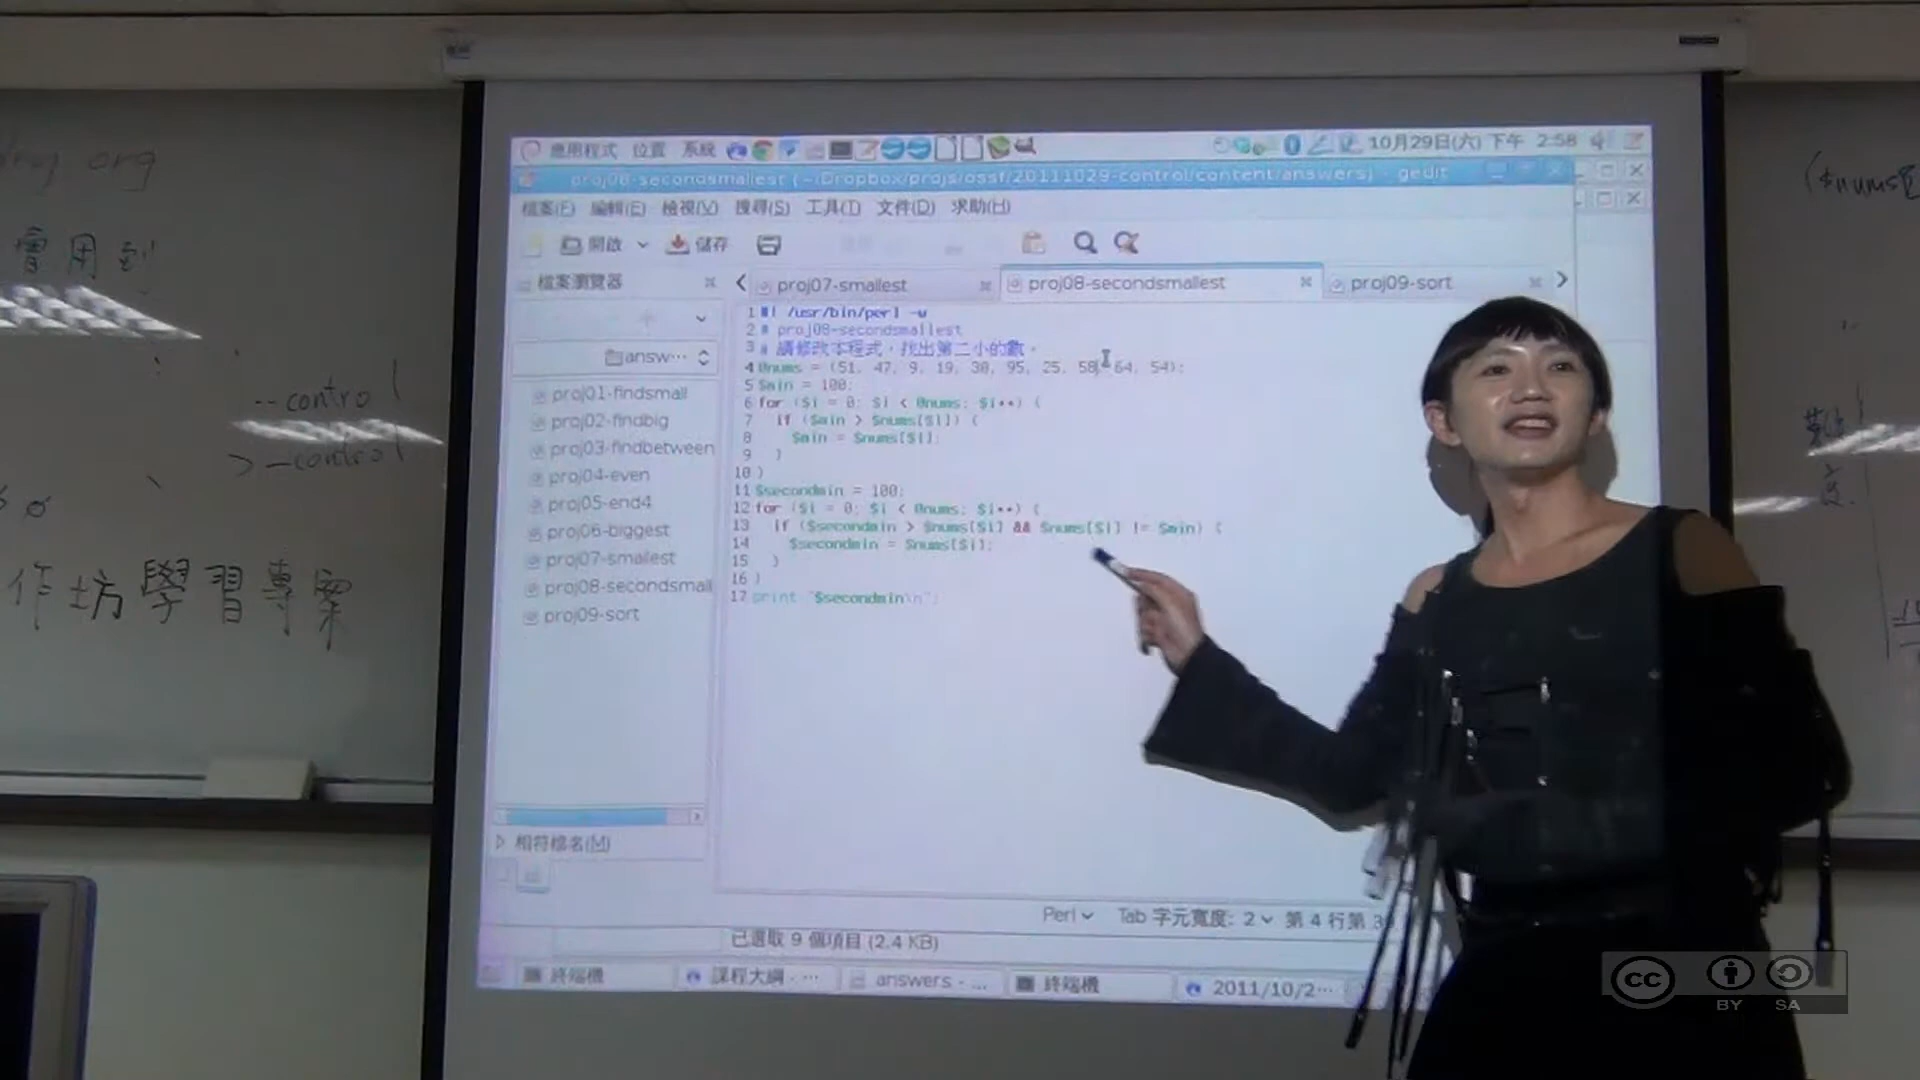 應用程式 位置 系統 10月29日(六) 下午 2:58
proj08-secondsmallest (~/Dropbox/projs/ossf/20111029-control/content/answers) - gedit
檔案(F) 編輯(E) 檢視(V) 搜尋(S) 工具(T) 文件(D) 求助(H)
開啟 儲存
檔案瀏覽器
answ…
proj01-findsmall
proj02-findbig
proj03-findbetween
proj04-even
proj05-end4
proj06-biggest
proj07-smallest
proj08-secondsmall
proj09-sort
相符檔名(M)
proj07-smallest proj08-secondsmallest proj09-sort
1 #! /usr/bin/perl -w
2 # proj08-secondsmallest
3 # 請修改本程式，找出第二小的數。
4 @nums = (51, 47, 9, 19, 30, 95, 25, 58, 64, 54);
5 $min = 100;
6 for ($i = 0; $i < @nums; $i++) {
7 if ($min > $nums[$i]) {
8 $min = $nums[$i];
9 }
10 }
11 $secondmin = 100;
12 for ($i = 0; $i < @nums; $i++) {
13 if ($secondmin > $nums[$i] && $nums[$i] != $min) {
14 $secondmin = $nums[$i];
15 }
16 }
17 print "$secondmin\n";
Perl Tab 字元寬度: 2 第 4 行第 3
已選取 9 個項目 (2.4 KB)
終端機 課程大綱 - … answers - … 終端機 2011/10/2…
org
需用到
--control
> -control
作坊學習專案
($nums[
CC BY SA